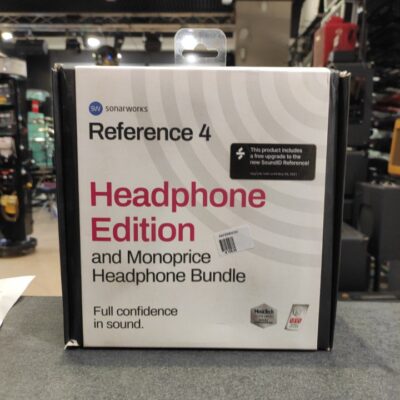 SW sonarworks
Reference 4
This product includes
a free upgrade to the
new SoundID Reference!
Headphone
Edition
and Monoprice
Headphone Bundle
Full confidence
in sound.